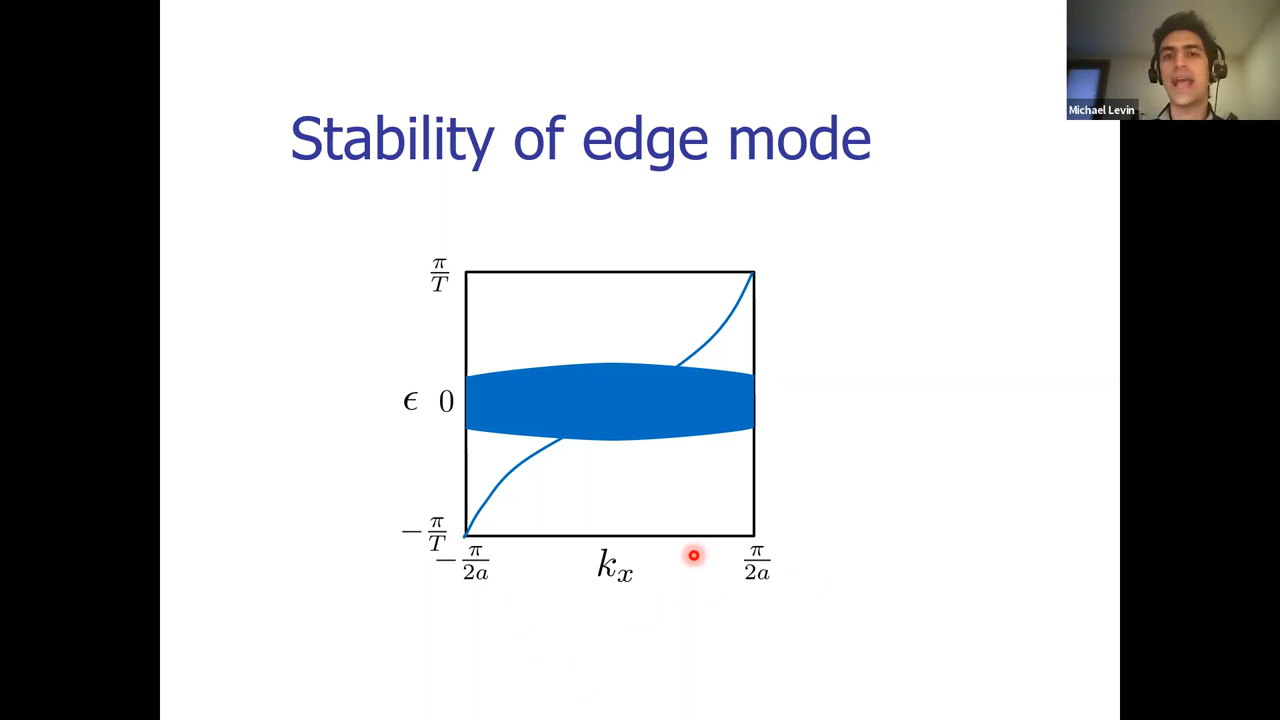 Michael Levin
Stability of edge mode
π/T
ϵ 0
−π/T
−π/2a
k_x
π/2a